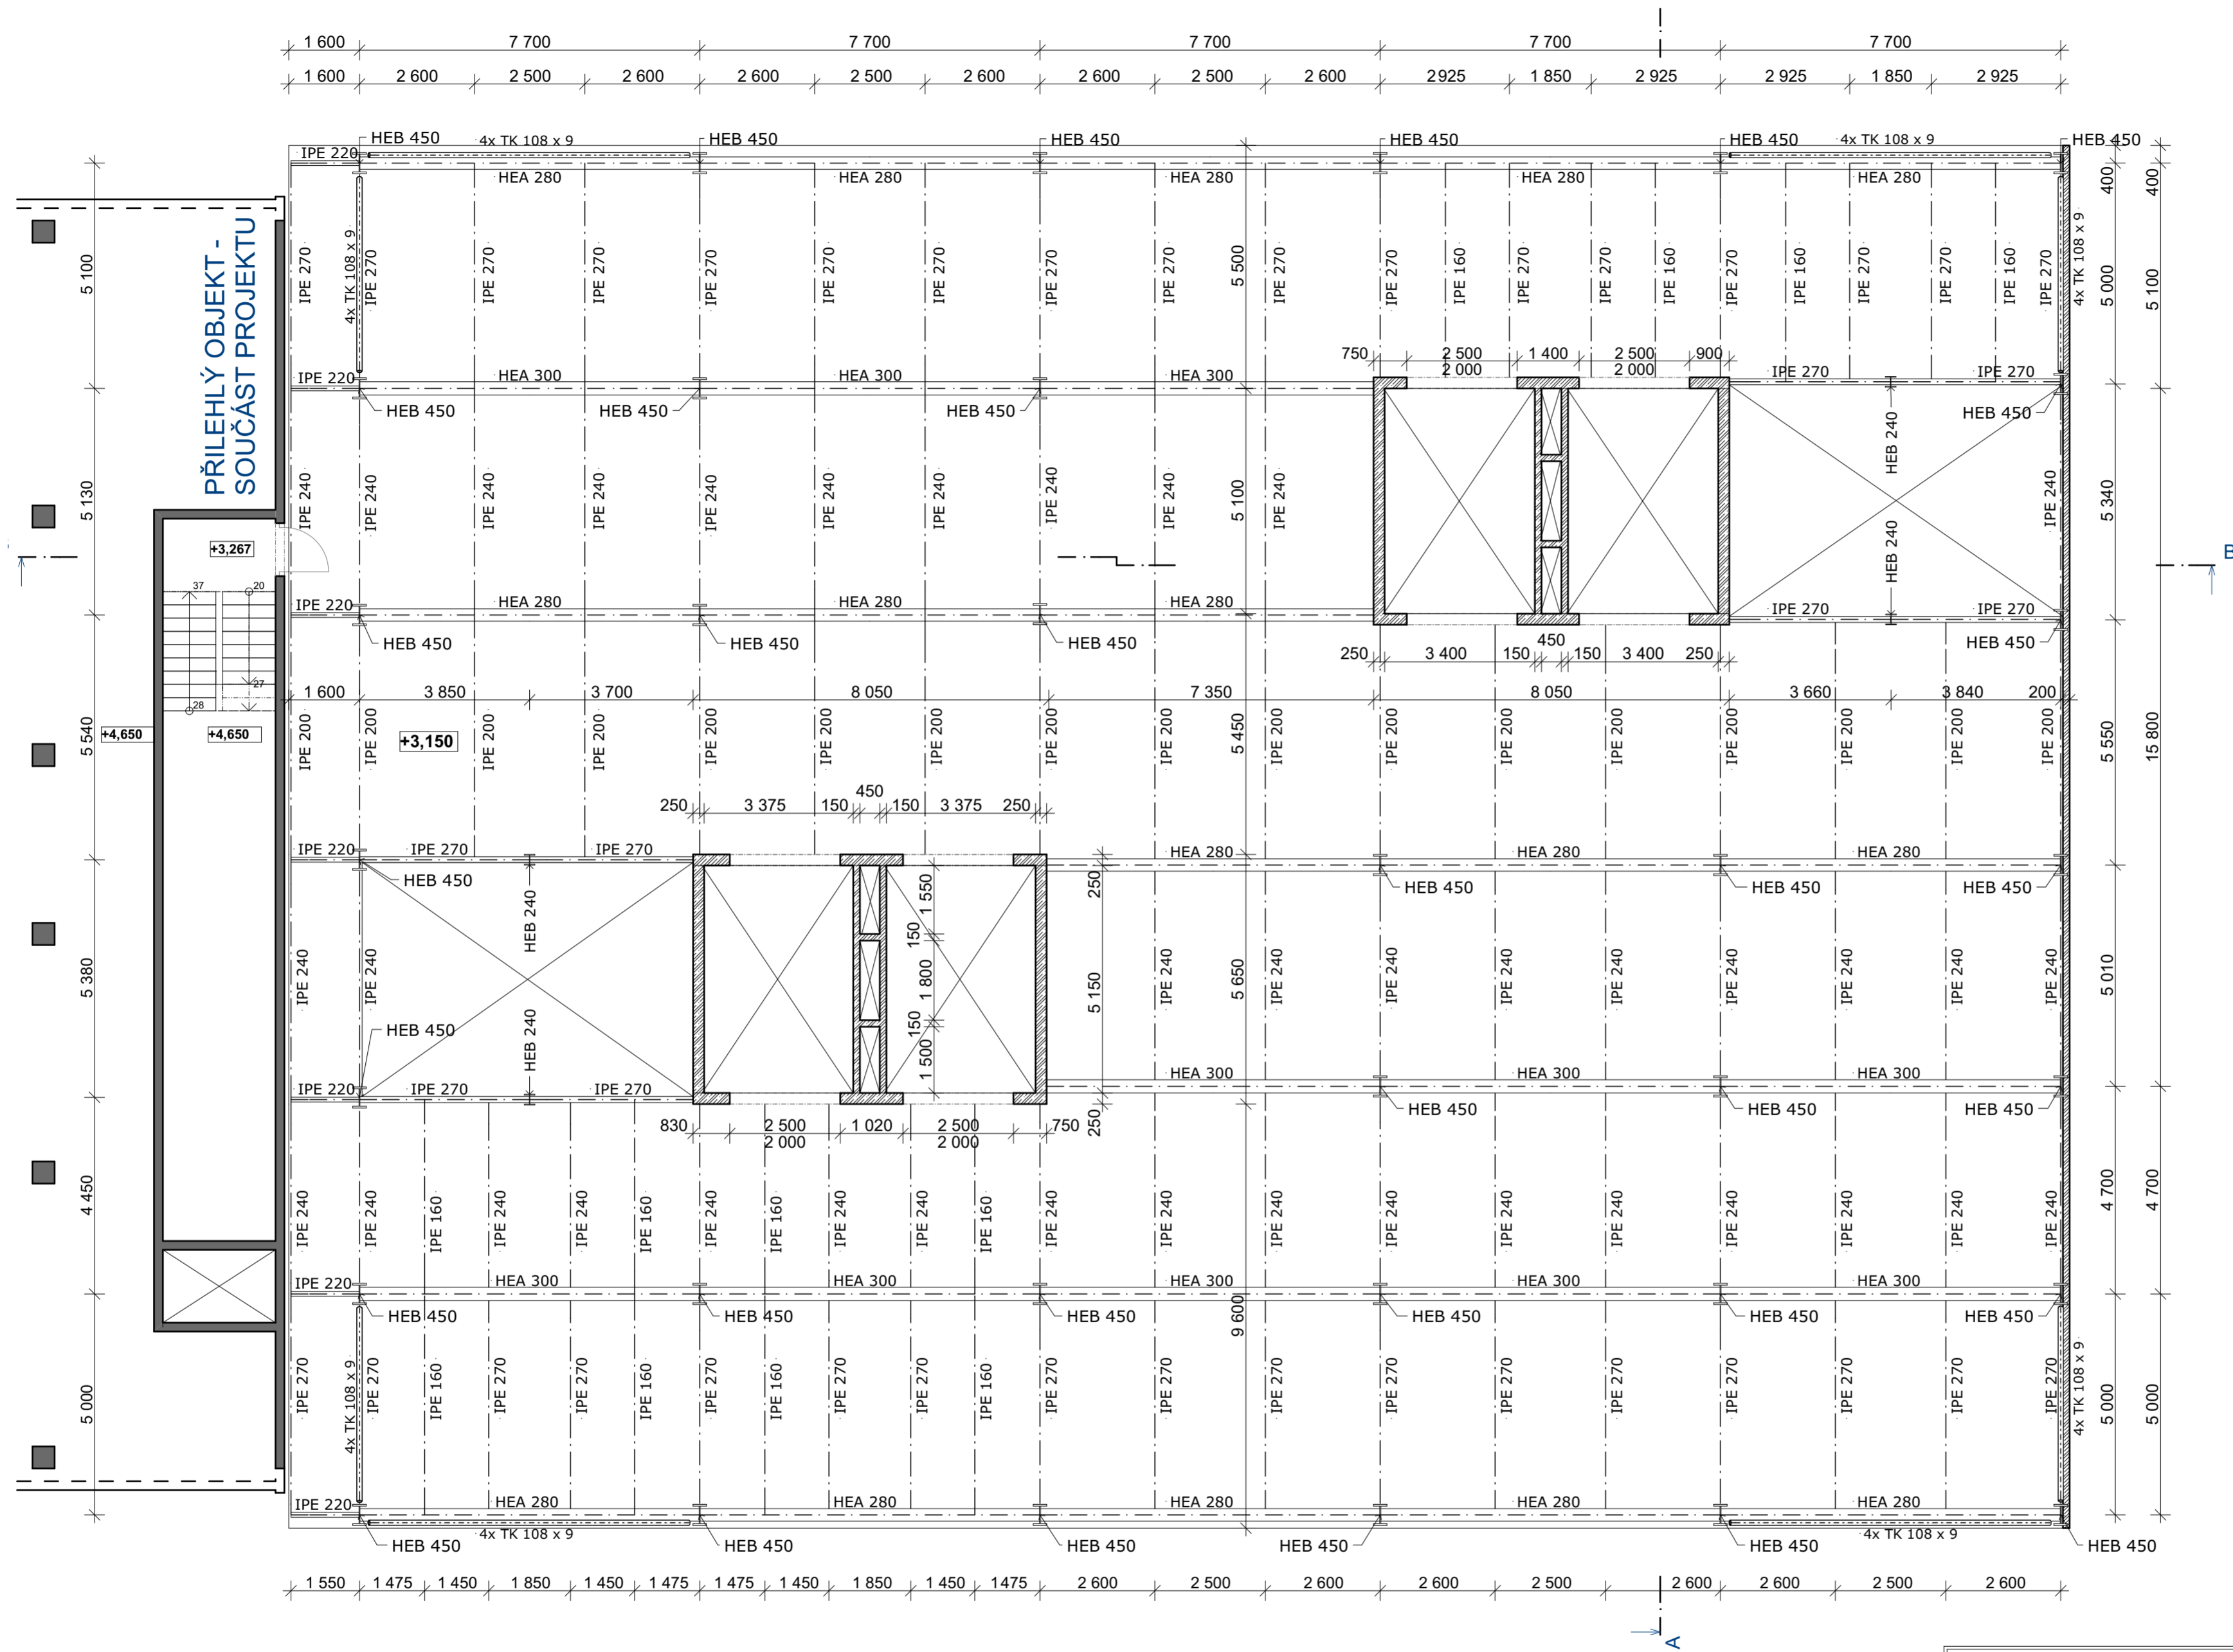 1 600 7 700 7 700 7 700 7 700 7 700
1 600 2 600 2 500 2 600 2 600 2 500 2 600 2 600 2 500 2 600 2 925 1 850 2 925 2 925 1 850 2 925
HEB 450 4x TK 108 x 9 HEB 450 HEB 450 HEB 450 HEB 450 4x TK 108 x 9 HEB 450
IPE 220
HEA 280 HEA 280 HEA 280 HEA 280 HEA 280
400 400
PŘILEHLÝ OBJEKT -
SOUČÁST PROJEKTU
5 100 IPE 270 4x TK 108 x 9 IPE 270 IPE 270 IPE 270 IPE 270 IPE 270 IPE 270 IPE 270 IPE 270 5 500 IPE 270 IPE 270 IPE 160 IPE 270 IPE 270 IPE 160 IPE 270 IPE 160 IPE 270 IPE 270 IPE 160 IPE 270 4x TK 108 x 9 5 000 5 100
750 2 500 1 400 2 500 900
2 000 2 000
IPE 220 HEA 300 HEA 300 HEA 300 IPE 270 IPE 270
HEB 450 HEB 450 HEB 450 HEB 450
HEB 240
5 130 IPE 240 IPE 240 IPE 240 IPE 240 IPE 240 IPE 240 IPE 240 IPE 240 IPE 240 5 100 IPE 240 IPE 240 5 340
+3,267 HEB 240 B
37 20
IPE 220 HEA 280 HEA 280 HEA 280 IPE 270 IPE 270
HEB 450 HEB 450 HEB 450 450 HEB 450
250 3 400 150 150 3 400 250
27
1 600 3 850 3 700 8 050 7 350 8 050 3 660 3 840 200
28
+4,650 +4,650 +3,150
5 540 IPE 200 IPE 200 IPE 200 IPE 200 IPE 200 IPE 200 IPE 200 IPE 200 IPE 200 5 450 IPE 200 IPE 200 IPE 200 IPE 200 IPE 200 IPE 200 IPE 200 IPE 200 5 550 15 800
450
250 3 375 150 150 3 375 250
IPE 220 IPE 270 IPE 270 HEA 280 HEA 280 HEA 280
HEB 450 250 HEB 450 HEB 450 HEB 450
HEB 240 1 550
150
5 380 IPE 240 IPE 240 1 800 5 150 IPE 240 5 650 IPE 240 IPE 240 IPE 240 IPE 240 IPE 240 IPE 240 IPE 240 5 010
HEB 450 HEB 240 150
1 500
IPE 220 IPE 270 IPE 270 HEA 300 HEA 300 HEA 300
HEB 450 HEB 450 HEB 450
830 2 500 1 020 2 500 750 250
2 000 2 000
4 450 IPE 240 IPE 240 IPE 160 IPE 240 IPE 240 IPE 160 IPE 240 IPE 160 IPE 240 IPE 240 IPE 160 IPE 240 IPE 240 IPE 240 IPE 240 IPE 240 IPE 240 IPE 240 IPE 240 IPE 240 IPE 240 4 700 4 700
IPE 220 HEA 300 HEA 300 HEA 300 HEA 300 HEA 300
HEB 450 HEB 450 HEB 450 HEB 450 HEB 450 HEB 450
9 600
5 000 IPE 270 4x TK 108 x 9 IPE 270 IPE 160 IPE 270 IPE 270 IPE 160 IPE 270 IPE 160 IPE 270 IPE 270 IPE 160 IPE 270 IPE 270 IPE 270 IPE 270 IPE 270 IPE 270 IPE 270 IPE 270 IPE 270 IPE 270 4x TK 108 x 9 5 000 5 000
IPE 220 HEA 280 HEA 280 HEA 280 HEA 280 HEA 280
4x TK 108 x 9 4x TK 108 x 9
HEB 450 HEB 450 HEB 450 HEB 450 HEB 450 HEB 450
1 550 1 475 1 450 1 850 1 450 1 475 1 475 1 450 1 850 1 450 1475 2 600 2 500 2 600 2 600 2 500 2 600 2 600 2 500 2 600
A